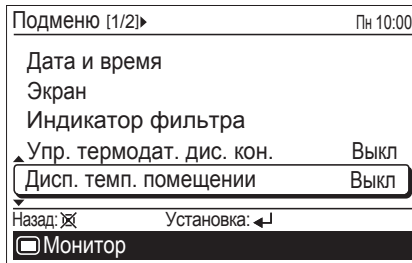 Подменю [1/2]▶ Пн 10:00
Дата и время
Экран
Индикатор фильтра
Упр. термодат. дис. кон. Выкл
Дисп. темп. помещении Выкл
Назад: Установка:
Монитор